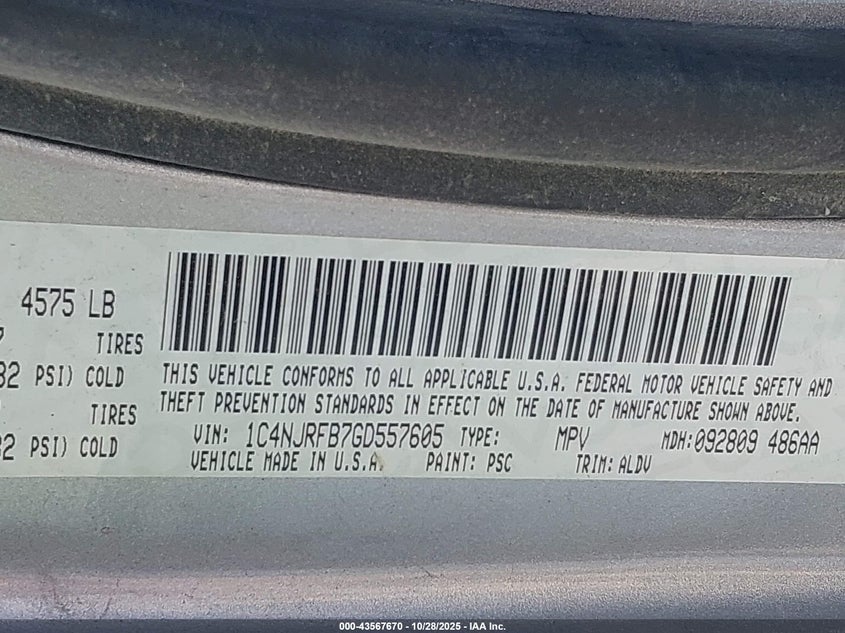 4575 LB
TIRES
32 PSI) COLD
TIRES
PSI) COLD
THIS VEHICLE CONFORMS TO ALL APPLICABLE U.S.A. FEDERAL MOTOR VEHICLE SAFETY AND
THEFT PREVENTION STANDARDS IN EFFECT ON THE DATE OF MANUFACTURE SHOWN ABOVE.
VIN: 1C4NJRFB7GD557605 TYPE: MPV MDH:092809 486AA
VEHICLE MADE IN U.S.A. PAINT: PSC TRIM: ALDV
000-43567670 - 10/28/2025 - IAA Inc.